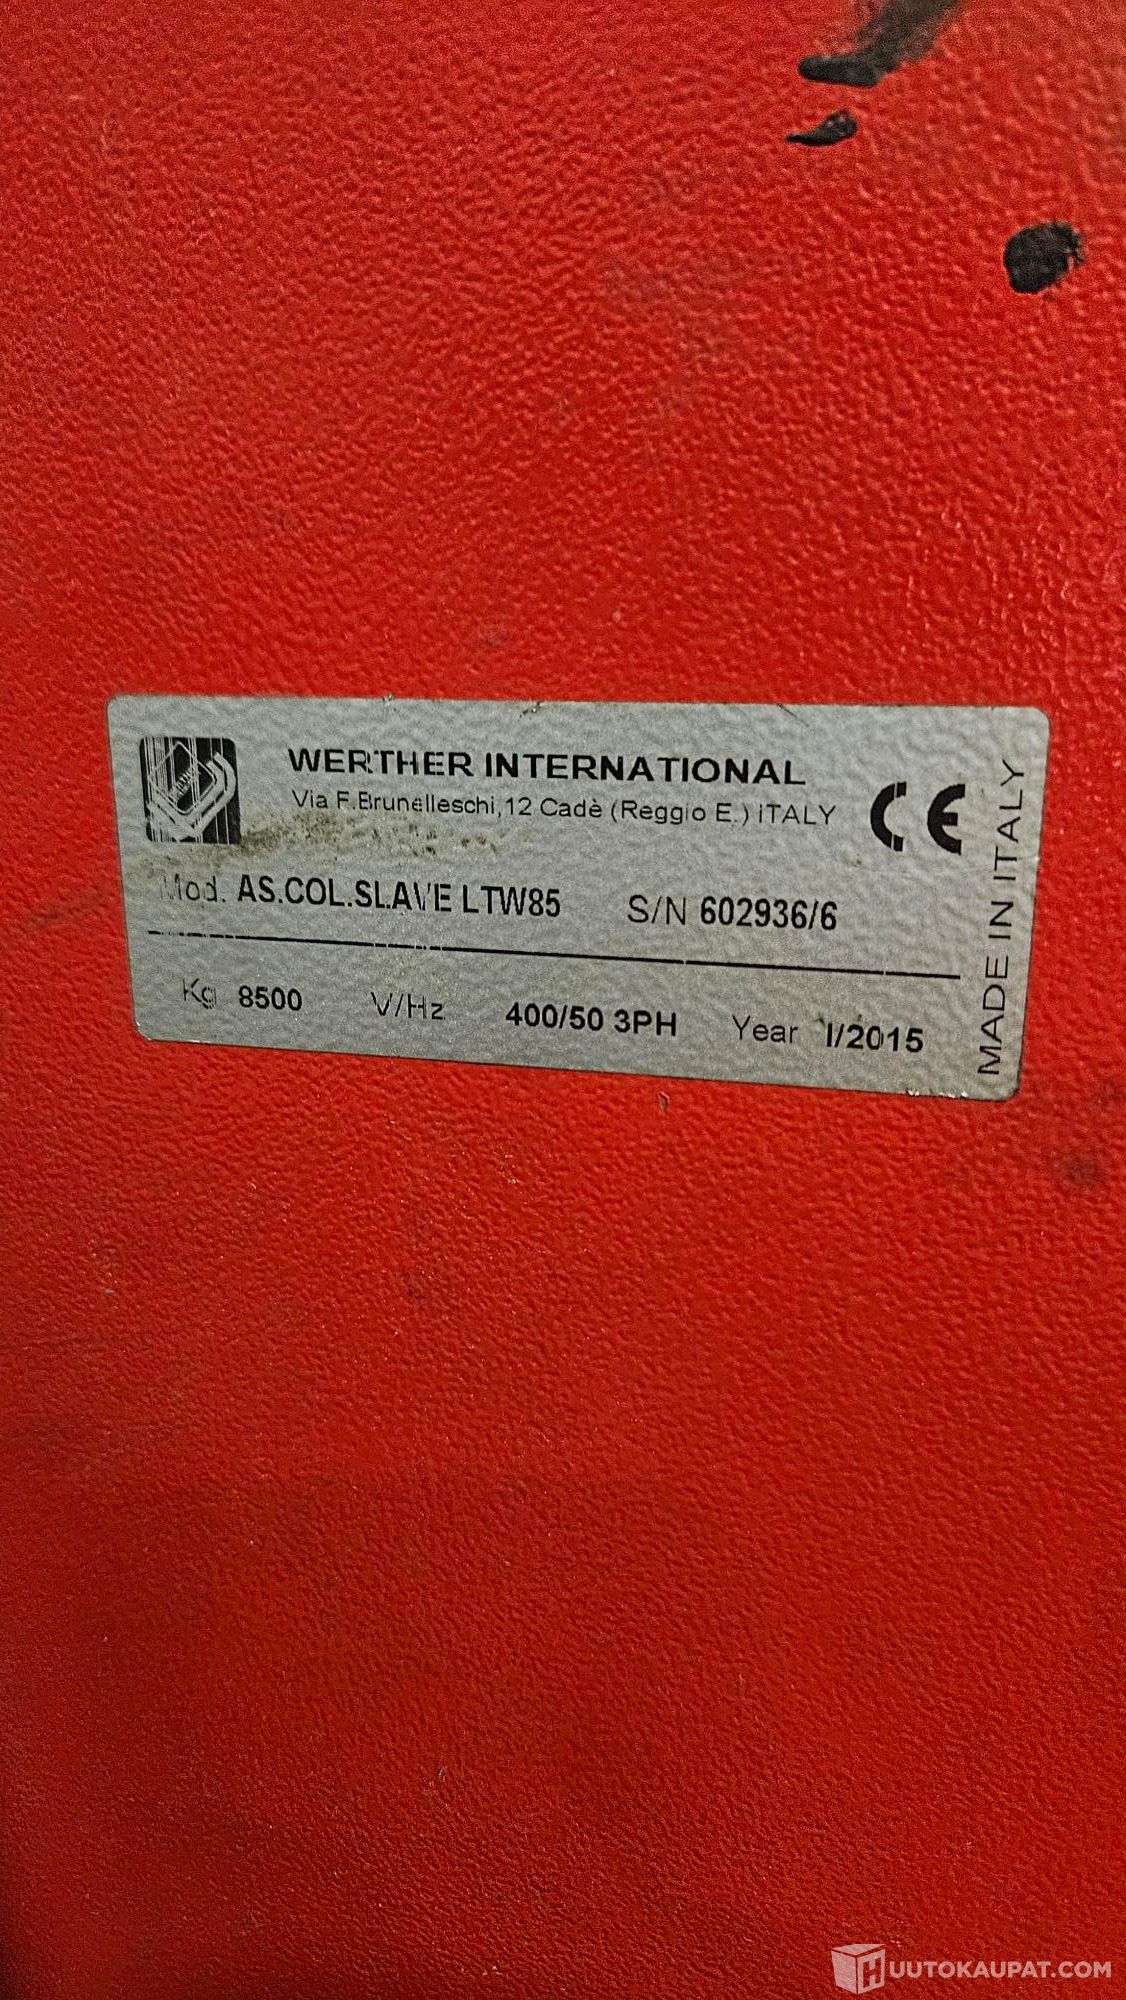 WERTHER INTERNATIONAL
Via F.Brunelleschi,12 Cadè (Reggio E.) ITALY
CE
Mod. AS.COL.SLAVE LTW85 S/N 602936/6
Kg 8500 V/Hz 400/50 3PH Year I/2015
MADE IN ITALY
HUUTOKAUPAT.COM